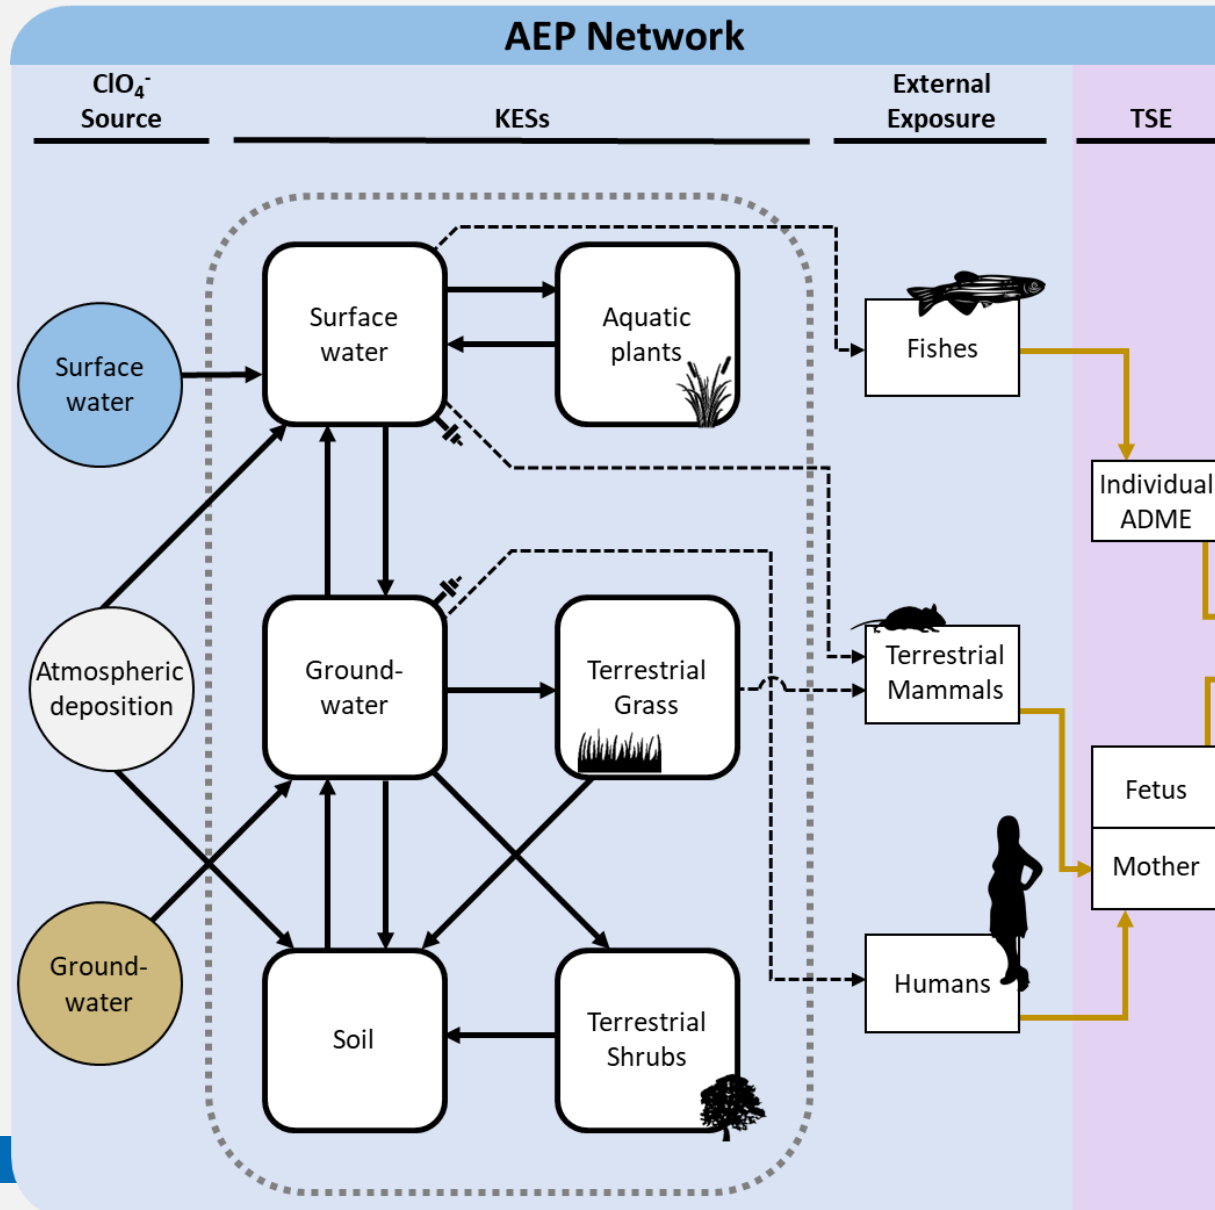 AEP Network
ClO₄⁻
Source
KESs
External
Exposure
TSE
Surface
water
Aquatic
plants
Surface
water
Fishes
Individual
ADME
Atmospheric
deposition
Ground-
water
Terrestrial
Grass
Terrestrial
Mammals
Fetus
Mother
Ground-
water
Soil
Terrestrial
Shrubs
Humans